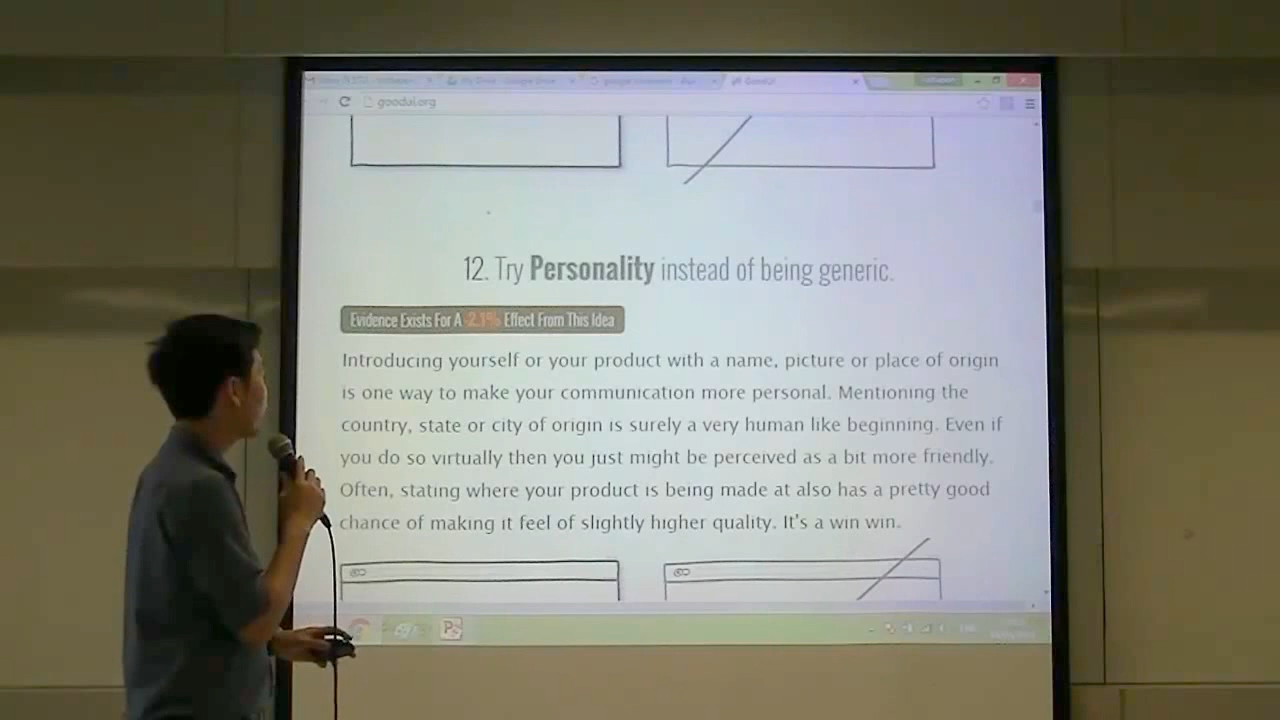 goodui.org
12. Try Personality instead of being generic.
Evidence Exists For A -2.1% Effect From This Idea
Introducing yourself or your product with a name, picture or place of origin
is one way to make your communication more personal. Mentioning the
country, state or city of origin is surely a very human like beginning. Even if
you do so virtually then you just might be perceived as a bit more friendly.
Often, stating where your product is being made at also has a pretty good
chance of making it feel of slightly higher quality. It's a win win.